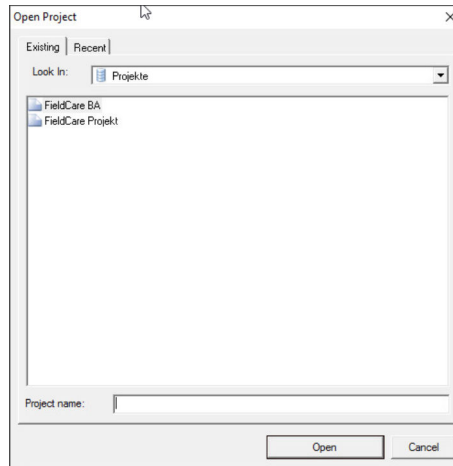 Open Project
Existing Recent
Look In: Projekte
FieldCare BA
FieldCare Projekt
Project name:
Open Cancel